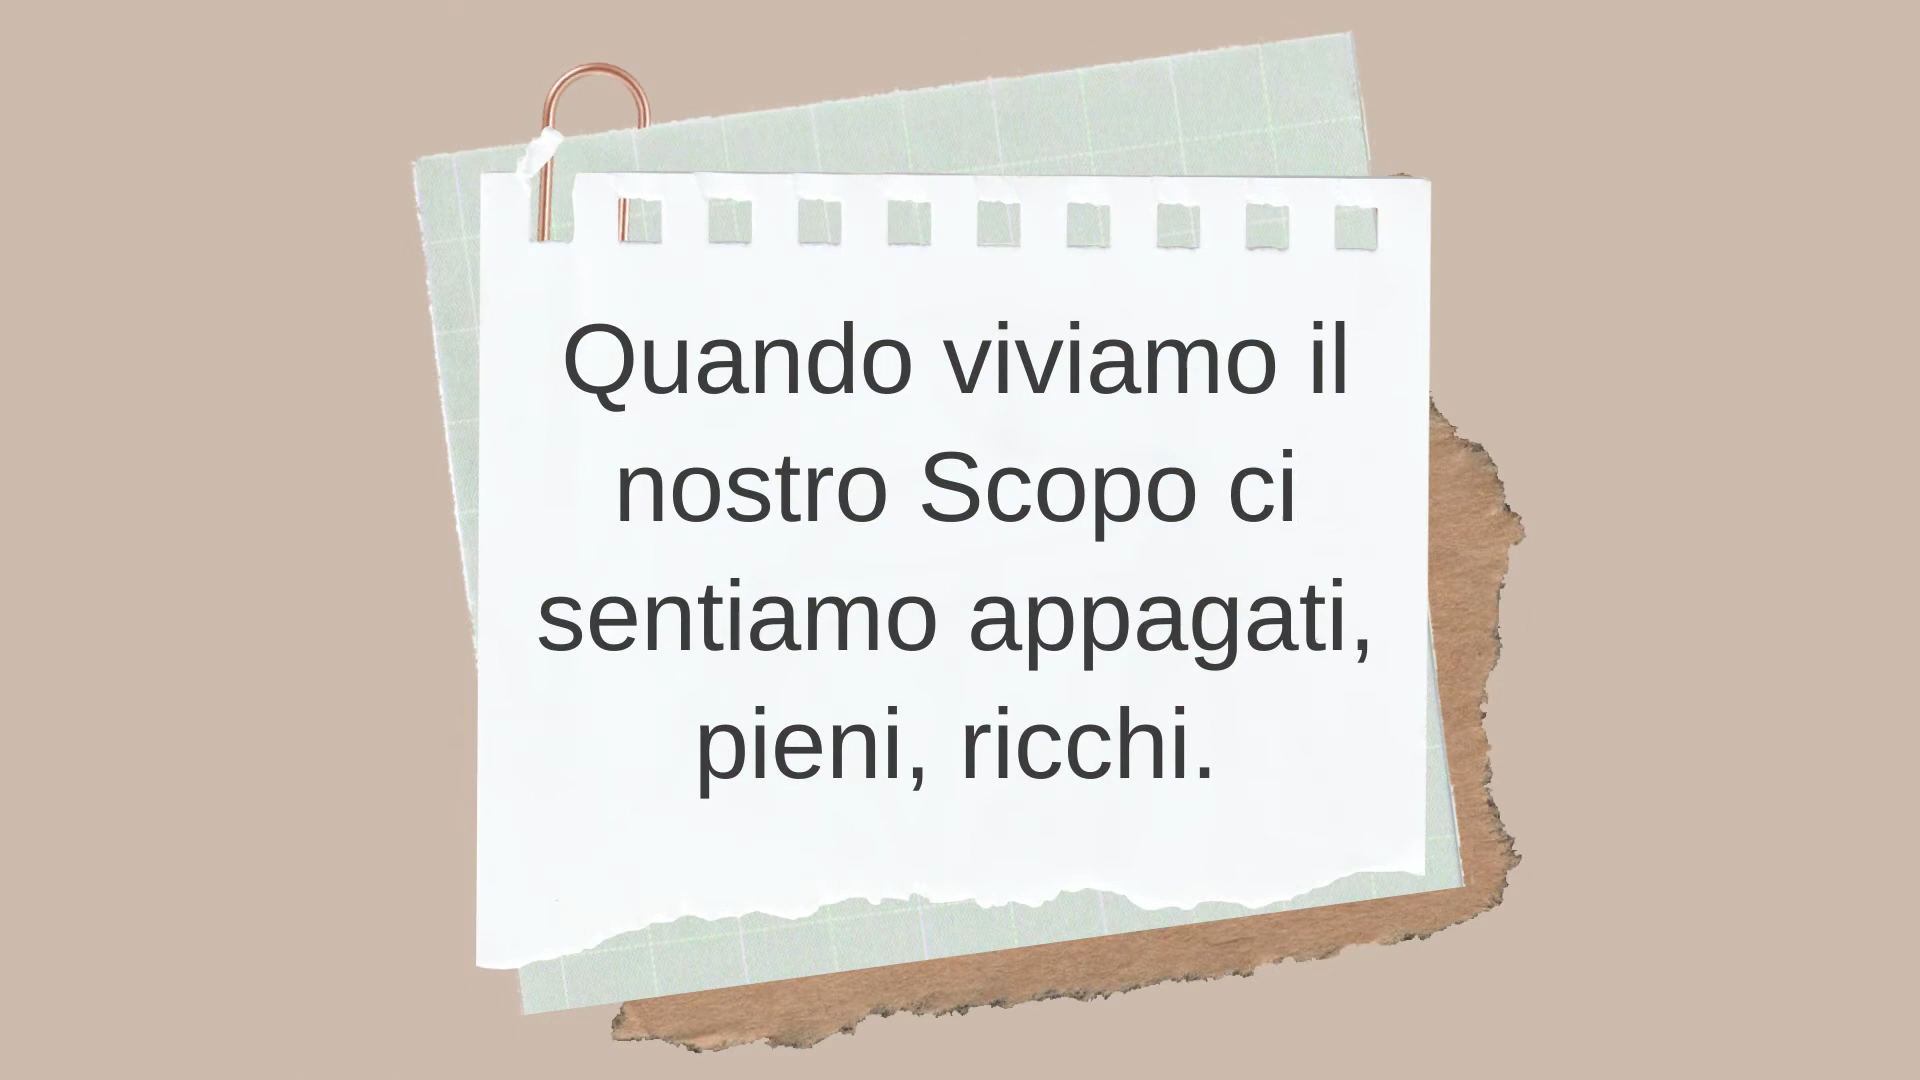 Quando viviamo il
nostro Scopo ci
sentiamo appagati,
pieni, ricchi.